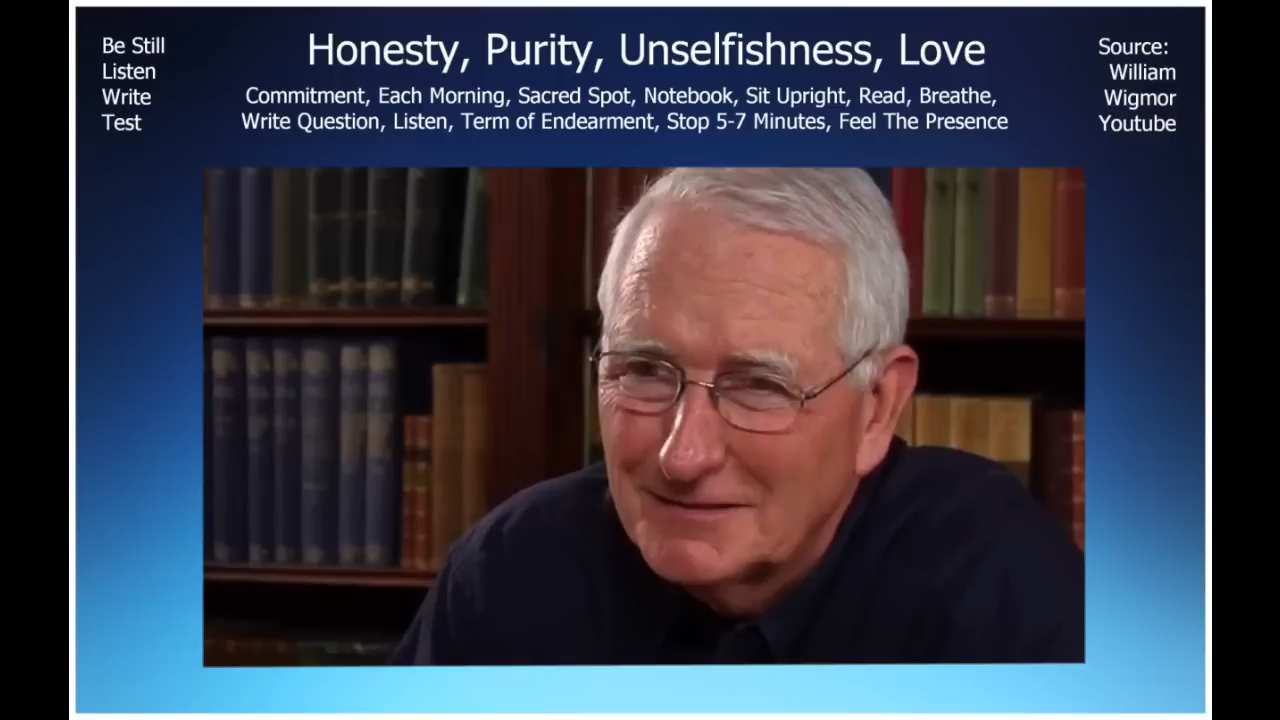 Be Still
Listen
Write
Test
Honesty, Purity, Unselfishness, Love
Commitment, Each Morning, Sacred Spot, Notebook, Sit Upright, Read, Breathe,
Write Question, Listen, Term of Endearment, Stop 5-7 Minutes, Feel The Presence
Source:
William
Wigmor
Youtube